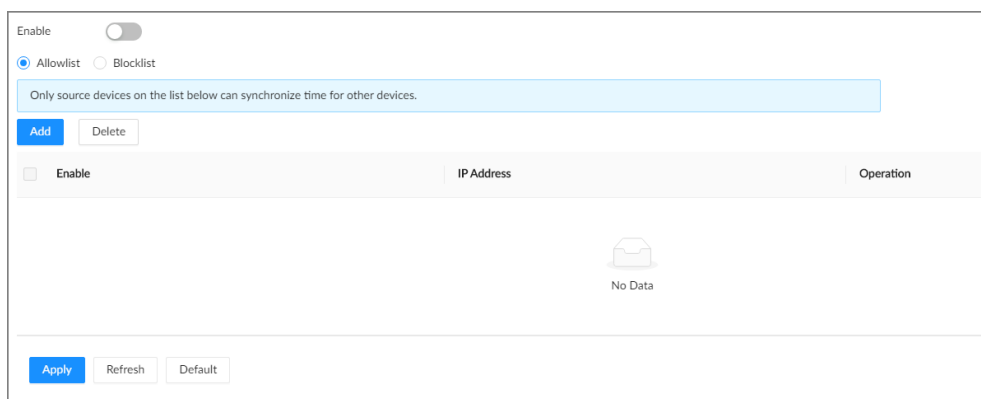 Enable
Allowlist Blocklist
Only source devices on the list below can synchronize time for other devices.
Add Delete
Enable IP Address Operation
No Data
Apply Refresh Default